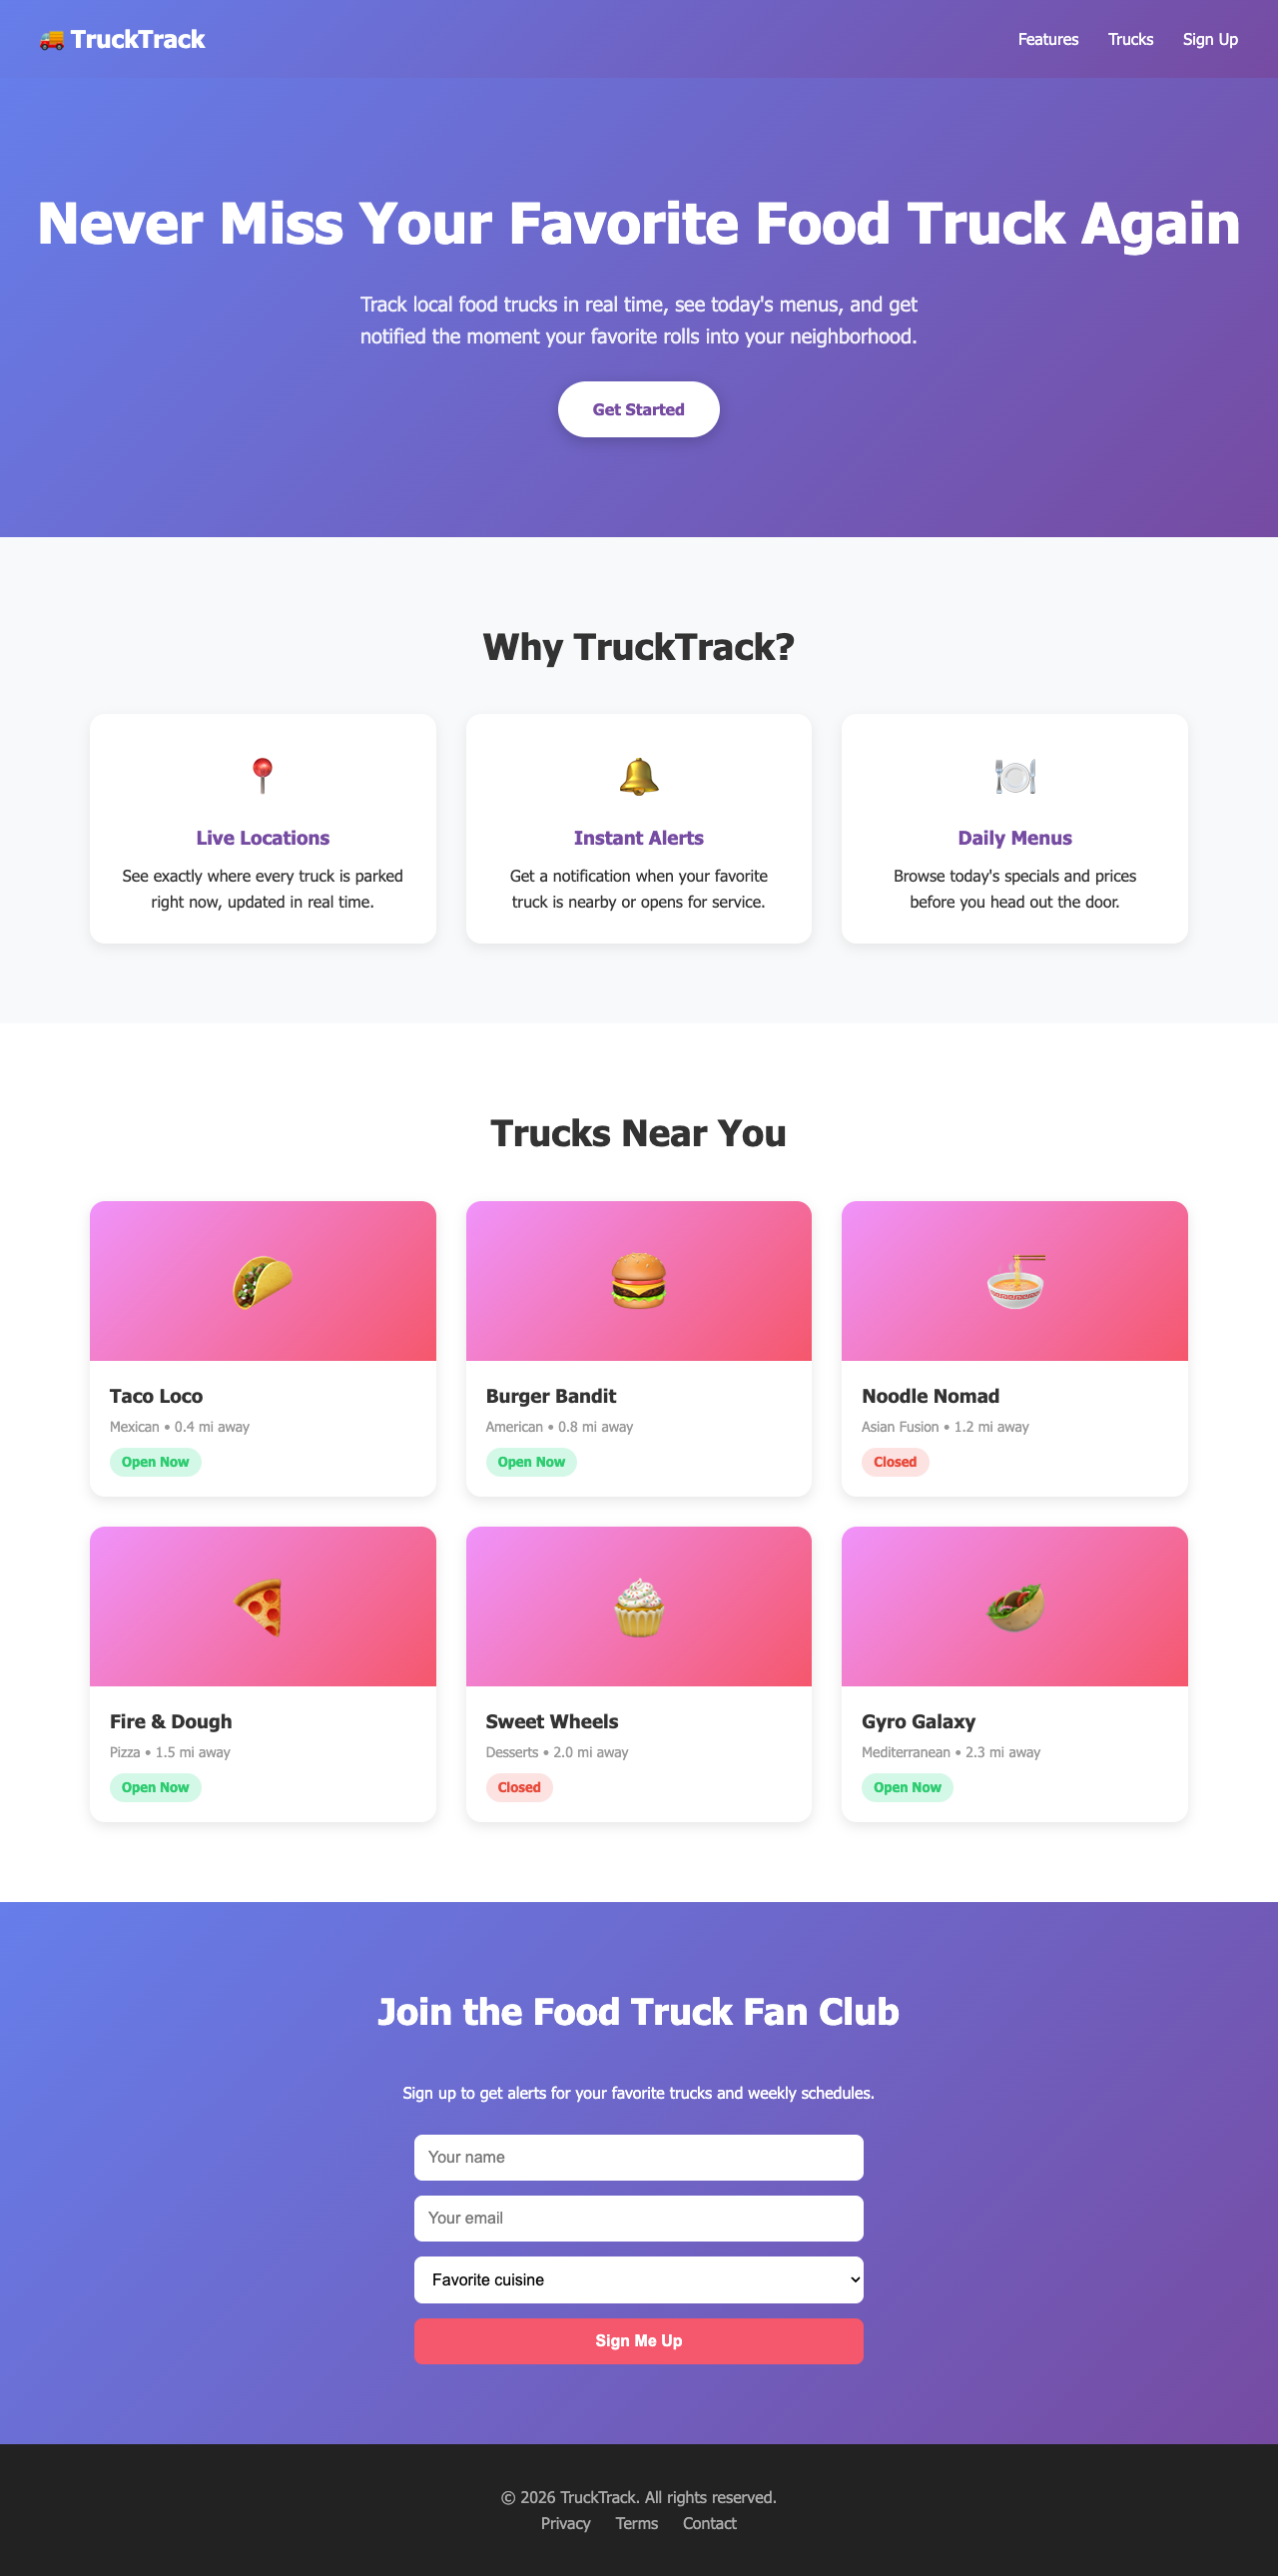 🚚 TruckTrack
Features Trucks Sign Up
Never Miss Your Favorite Food Truck Again
Track local food trucks in real time, see today's menus, and get
notified the moment your favorite rolls into your neighborhood.
Get Started
Why TruckTrack?
Live Locations
See exactly where every truck is parked
right now, updated in real time.
Instant Alerts
Get a notification when your favorite
truck is nearby or opens for service.
Daily Menus
Browse today's specials and prices
before you head out the door.
Trucks Near You
Taco Loco
Mexican • 0.4 mi away
Open Now
Burger Bandit
American • 0.8 mi away
Open Now
Noodle Nomad
Asian Fusion • 1.2 mi away
Closed
Fire & Dough
Pizza • 1.5 mi away
Open Now
Sweet Wheels
Desserts • 2.0 mi away
Closed
Gyro Galaxy
Mediterranean • 2.3 mi away
Open Now
Join the Food Truck Fan Club
Sign up to get alerts for your favorite trucks and weekly schedules.
Your name
Your email
Favorite cuisine
Sign Me Up
© 2026 TruckTrack. All rights reserved.
Privacy Terms Contact